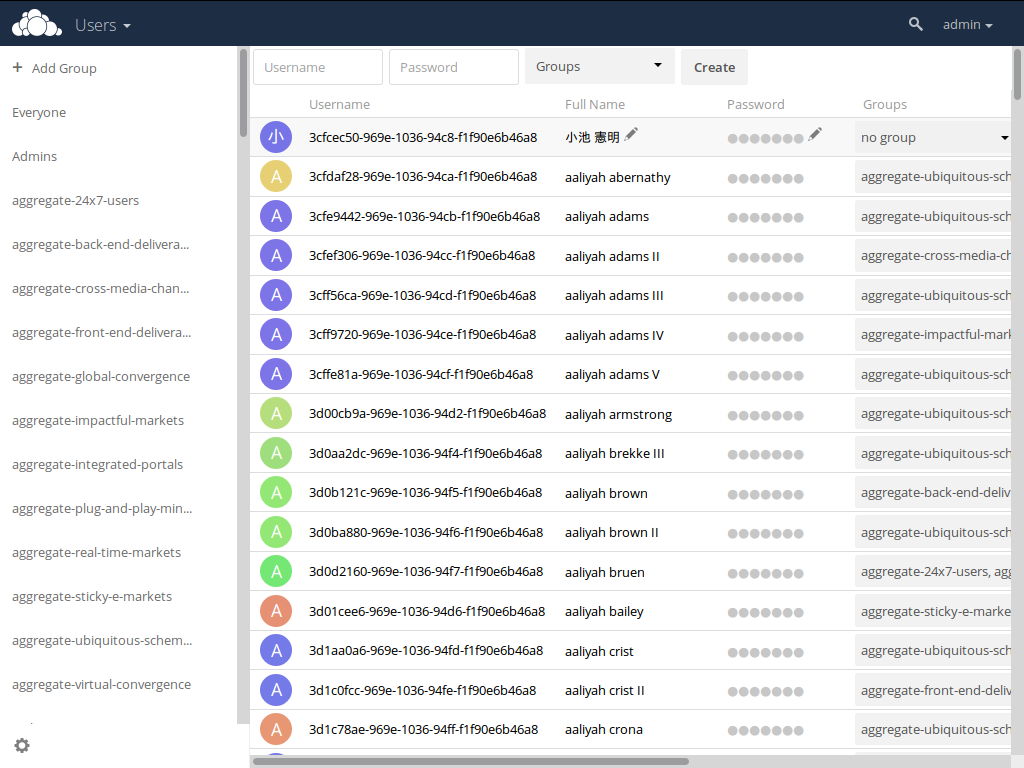 Users admin
+ Add Group
Everyone
Admins
aggregate-24x7-users
aggregate-back-end-delivera...
aggregate-cross-media-chan...
aggregate-front-end-delivera...
aggregate-global-convergence
aggregate-impactful-markets
aggregate-integrated-portals
aggregate-plug-and-play-min...
aggregate-real-time-markets
aggregate-sticky-e-markets
aggregate-ubiquitous-schem...
aggregate-virtual-convergence
Username Password Groups Create
Username Full Name Password Groups
小 3cfcec50-969e-1036-94c8-f1f90e6b46a8 小池 憲明 ●●●●●●● no group
A 3cfdaf28-969e-1036-94ca-f1f90e6b46a8 aaliyah abernathy ●●●●●●● aggregate-ubiquitous-sch
A 3cfe9442-969e-1036-94cb-f1f90e6b46a8 aaliyah adams ●●●●●●● aggregate-ubiquitous-sch
A 3cfef306-969e-1036-94cc-f1f90e6b46a8 aaliyah adams II ●●●●●●● aggregate-cross-media-ch
A 3cff56ca-969e-1036-94cd-f1f90e6b46a8 aaliyah adams III ●●●●●●● aggregate-ubiquitous-sch
A 3cff9720-969e-1036-94ce-f1f90e6b46a8 aaliyah adams IV ●●●●●●● aggregate-impactful-mark
A 3cffe81a-969e-1036-94cf-f1f90e6b46a8 aaliyah adams V ●●●●●●● aggregate-ubiquitous-sch
A 3d00cb9a-969e-1036-94d2-f1f90e6b46a8 aaliyah armstrong ●●●●●●● aggregate-ubiquitous-sch
A 3d0aa2dc-969e-1036-94f4-f1f90e6b46a8 aaliyah brekke III ●●●●●●● aggregate-ubiquitous-sch
A 3d0b121c-969e-1036-94f5-f1f90e6b46a8 aaliyah brown ●●●●●●● aggregate-back-end-deliv
A 3d0ba880-969e-1036-94f6-f1f90e6b46a8 aaliyah brown II ●●●●●●● aggregate-ubiquitous-sch
A 3d0d2160-969e-1036-94f7-f1f90e6b46a8 aaliyah bruen ●●●●●●● aggregate-24x7-users, agg
A 3d01cee6-969e-1036-94d6-f1f90e6b46a8 aaliyah bailey ●●●●●●● aggregate-sticky-e-marke
A 3d1aa0a6-969e-1036-94fd-f1f90e6b46a8 aaliyah crist ●●●●●●● aggregate-ubiquitous-sch
A 3d1c0fcc-969e-1036-94fe-f1f90e6b46a8 aaliyah crist II ●●●●●●● aggregate-front-end-deliv
A 3d1c78ae-969e-1036-94ff-f1f90e6b46a8 aaliyah crona ●●●●●●● aggregate-ubiquitous-sch